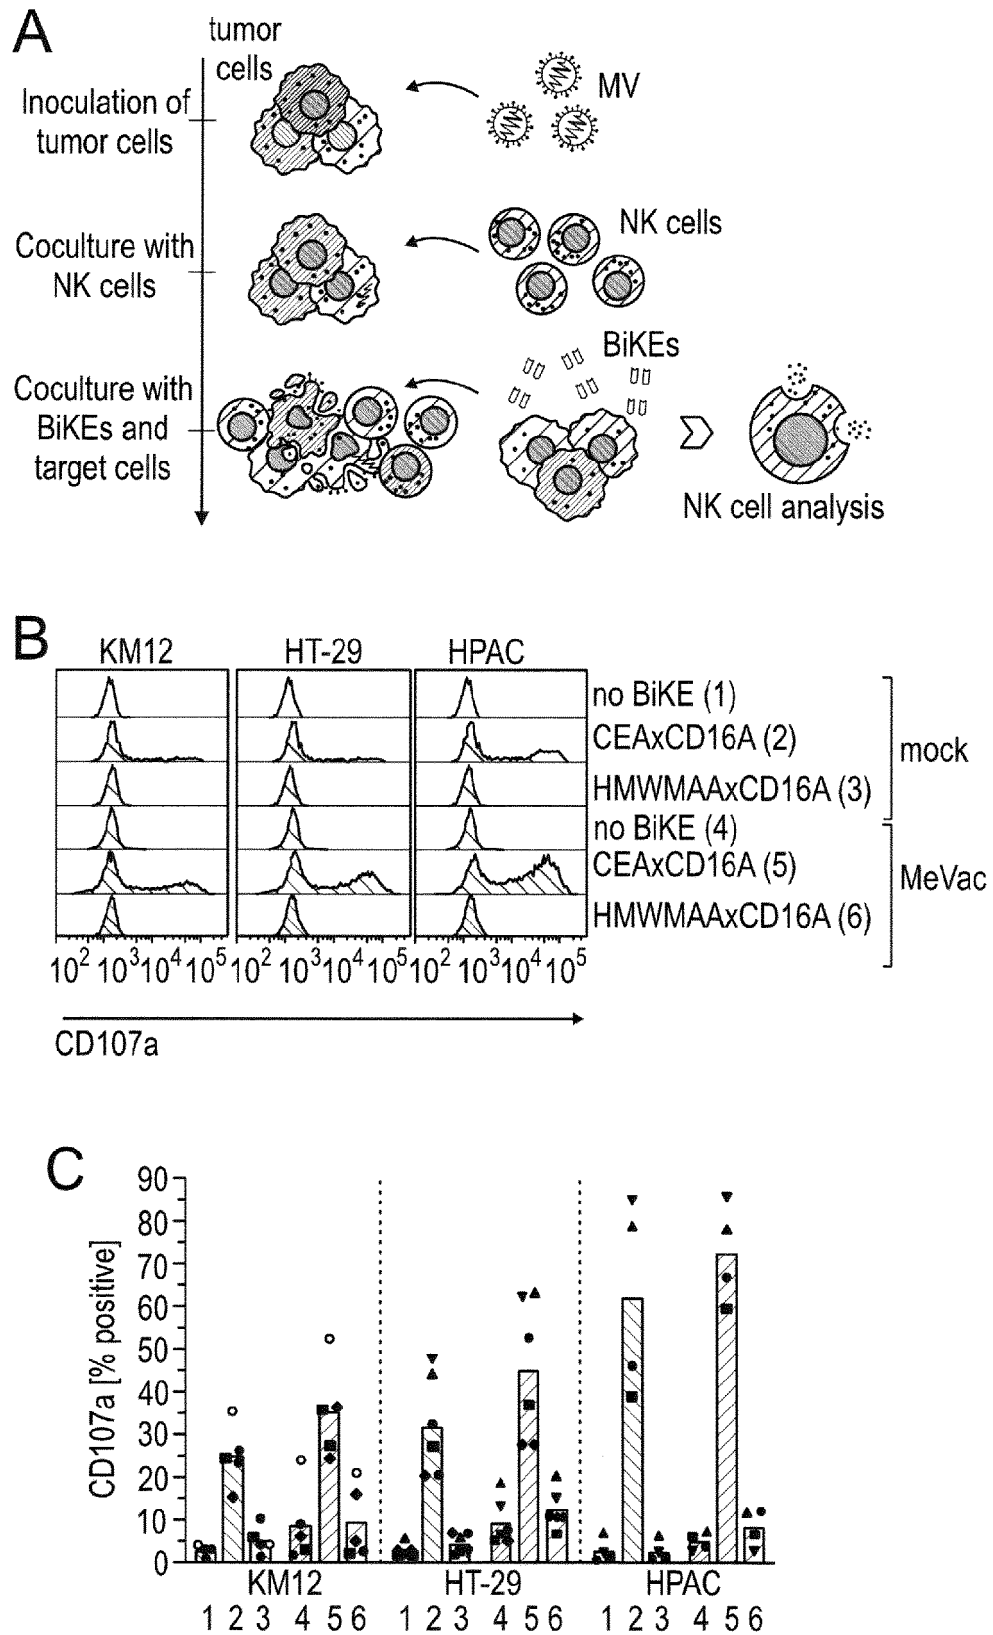 A
tumor
cells
Inoculation of
tumor cells
MV
Coculture with
NK cells
NK cells
BiKEs
Coculture with
BiKEs and
target cells
NK cell analysis
B
KM12 HT-29 HPAC
no BiKE (1)
CEAxCD16A (2)
HMWMAAxCD16A (3)
mock
no BiKE (4)
CEAxCD16A (5)
HMWMAAxCD16A (6)
MeVac
10² 10³ 10⁴ 10⁵ 10² 10³ 10⁴ 10⁵ 10² 10³ 10⁴ 10⁵
CD107a
C
CD107a [% positive]
90
80
70
60
50
40
30
20
10
0
KM12 HT-29 HPAC
1 2 3 4 5 6 1 2 3 4 5 6 1 2 3 4 5 6